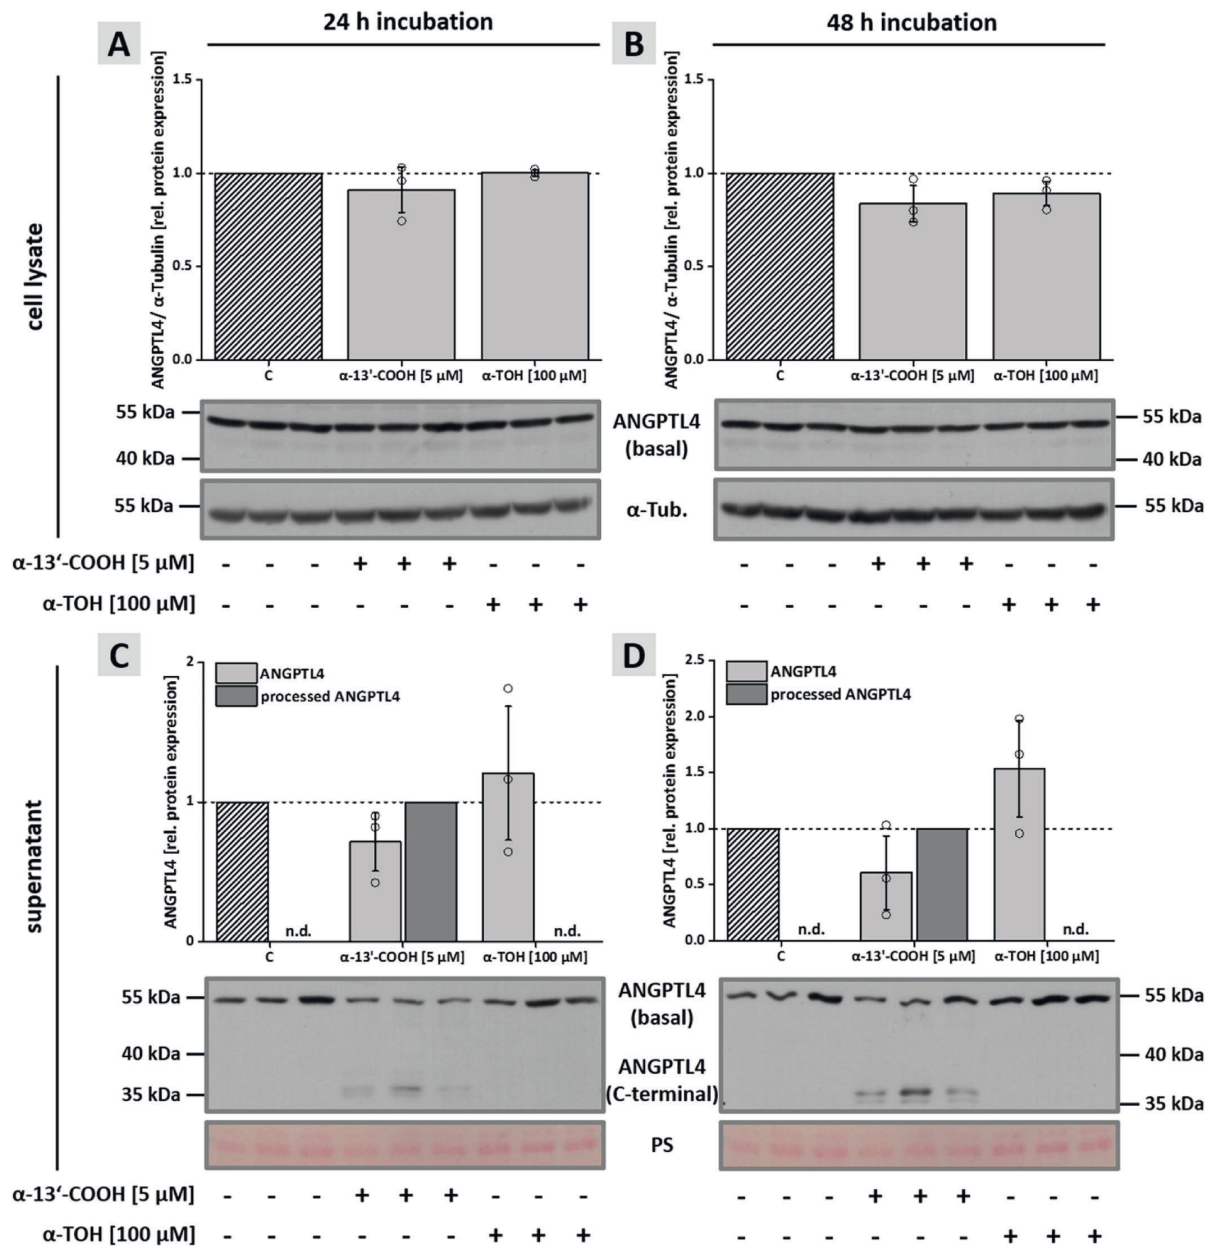 24 h incubation
48 h incubation
A
B
cell lysate
ANGPTL4/ α-Tubulin [rel. protein expression]
1.5
1.0
0.5
0.0
C
α-13'-COOH [5 µM]
α-TOH [100 µM]
ANGPTL4/ α-Tubulin [rel. protein expression]
1.5
1.0
0.5
0.0
C
α-13'-COOH [5 µM]
α-TOH [100 µM]
55 kDa
40 kDa
ANGPTL4
(basal)
55 kDa
40 kDa
55 kDa
α-Tub.
55 kDa
α-13‘-COOH [5 µM] - - - + + + - - - - - - + + + - - -
α-TOH [100 µM] - - - - - - + + + - - - - - - + + +
C
D
supernatant
ANGPTL4 [rel. protein expression]
2
1
0
ANGPTL4
processed ANGPTL4
n.d.
n.d.
C
α-13'-COOH [5 µM]
α-TOH [100 µM]
ANGPTL4 [rel. protein expression]
2.5
2.0
1.5
1.0
0.5
0.0
ANGPTL4
processed ANGPTL4
n.d.
n.d.
C
α-13'-COOH [5 µM]
α-TOH [100 µM]
55 kDa
40 kDa
35 kDa
ANGPTL4
(basal)
ANGPTL4
(C-terminal)
55 kDa
40 kDa
35 kDa
PS
α-13‘-COOH [5 µM] - - - + + + - - - - - - + + + - - -
α-TOH [100 µM] - - - - - - + + + - - - - - - + + +